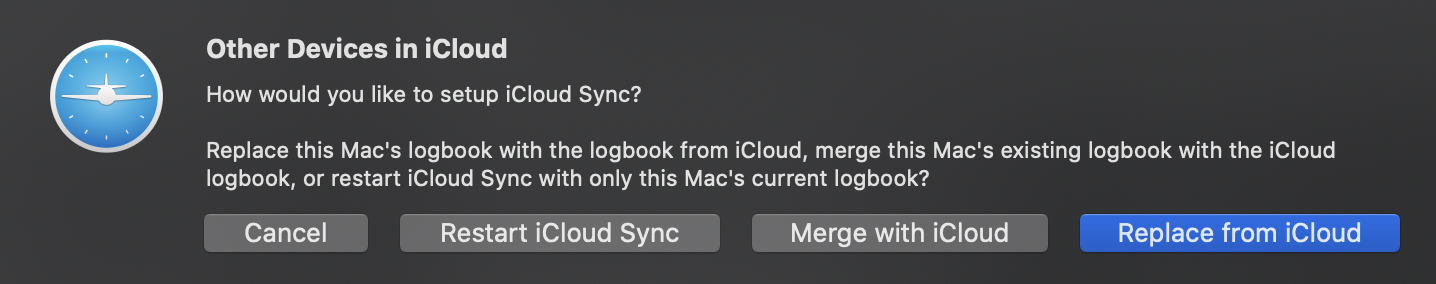 Other Devices in iCloud
How would you like to setup iCloud Sync?
Replace this Mac's logbook with the logbook from iCloud, merge this Mac's existing logbook with the iCloud
logbook, or restart iCloud Sync with only this Mac's current logbook?
Cancel
Restart iCloud Sync
Merge with iCloud
Replace from iCloud